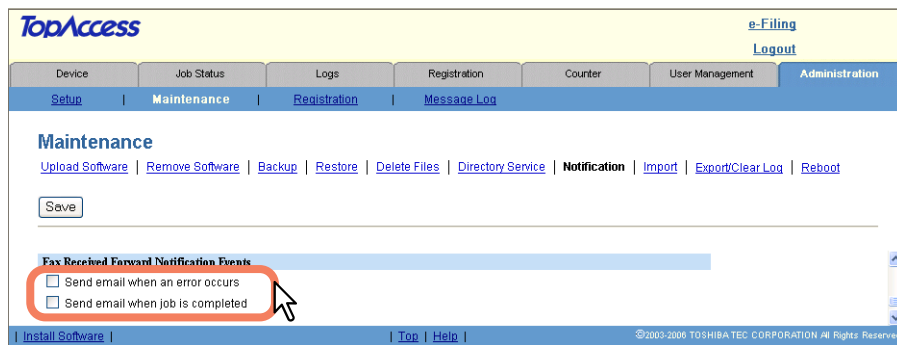 TopAccess
e-Filing
Logout
Device Job Status Logs Registration Counter User Management Administration
Setup | Maintenance | Registration | Message Log
Maintenance
Upload Software | Remove Software | Backup | Restore | Delete Files | Directory Service | Notification | Import | Export/Clear Log | Reboot
Save
Fax Received Forward Notification Events
Send email when an error occurs
Send email when job is completed
| Install Software | | Top | Help | ©2003-2006 TOSHIBA TEC CORPORATION All Rights Reserve